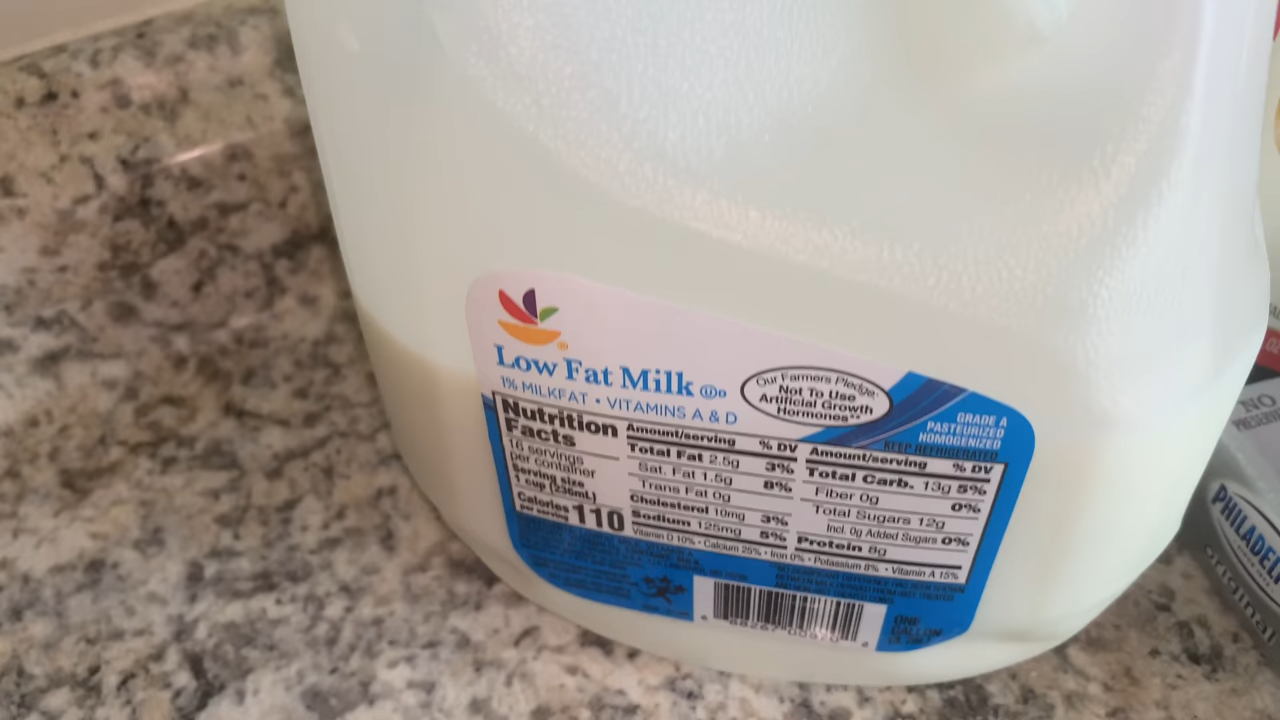 Low Fat Milk
1% MILKFAT • VITAMINS A & D
Our Farmers Pledge:
Not To Use
Artificial Growth
Hormones**
GRADE A
PASTEURIZED
HOMOGENIZED
KEEP REFRIGERATED
Nutrition
Facts
16 servings
per container
Serving size
1 cup (236mL)
Calories
per serving
110
Amount/serving % DV
Total Fat 2.5g 3%
Sat. Fat 1.5g 8%
Trans Fat 0g
Cholesterol 10mg 3%
Sodium 125mg 5%
Amount/serving % DV
Total Carb. 13g 5%
Fiber 0g 0%
Total Sugars 12g
Incl. 0g Added Sugars 0%
Protein 8g
Vitamin D 10% • Calcium 25% • Iron 0% • Potassium 8% • Vitamin A 15%
ONE
GALLON
NO
PHILADEL
original